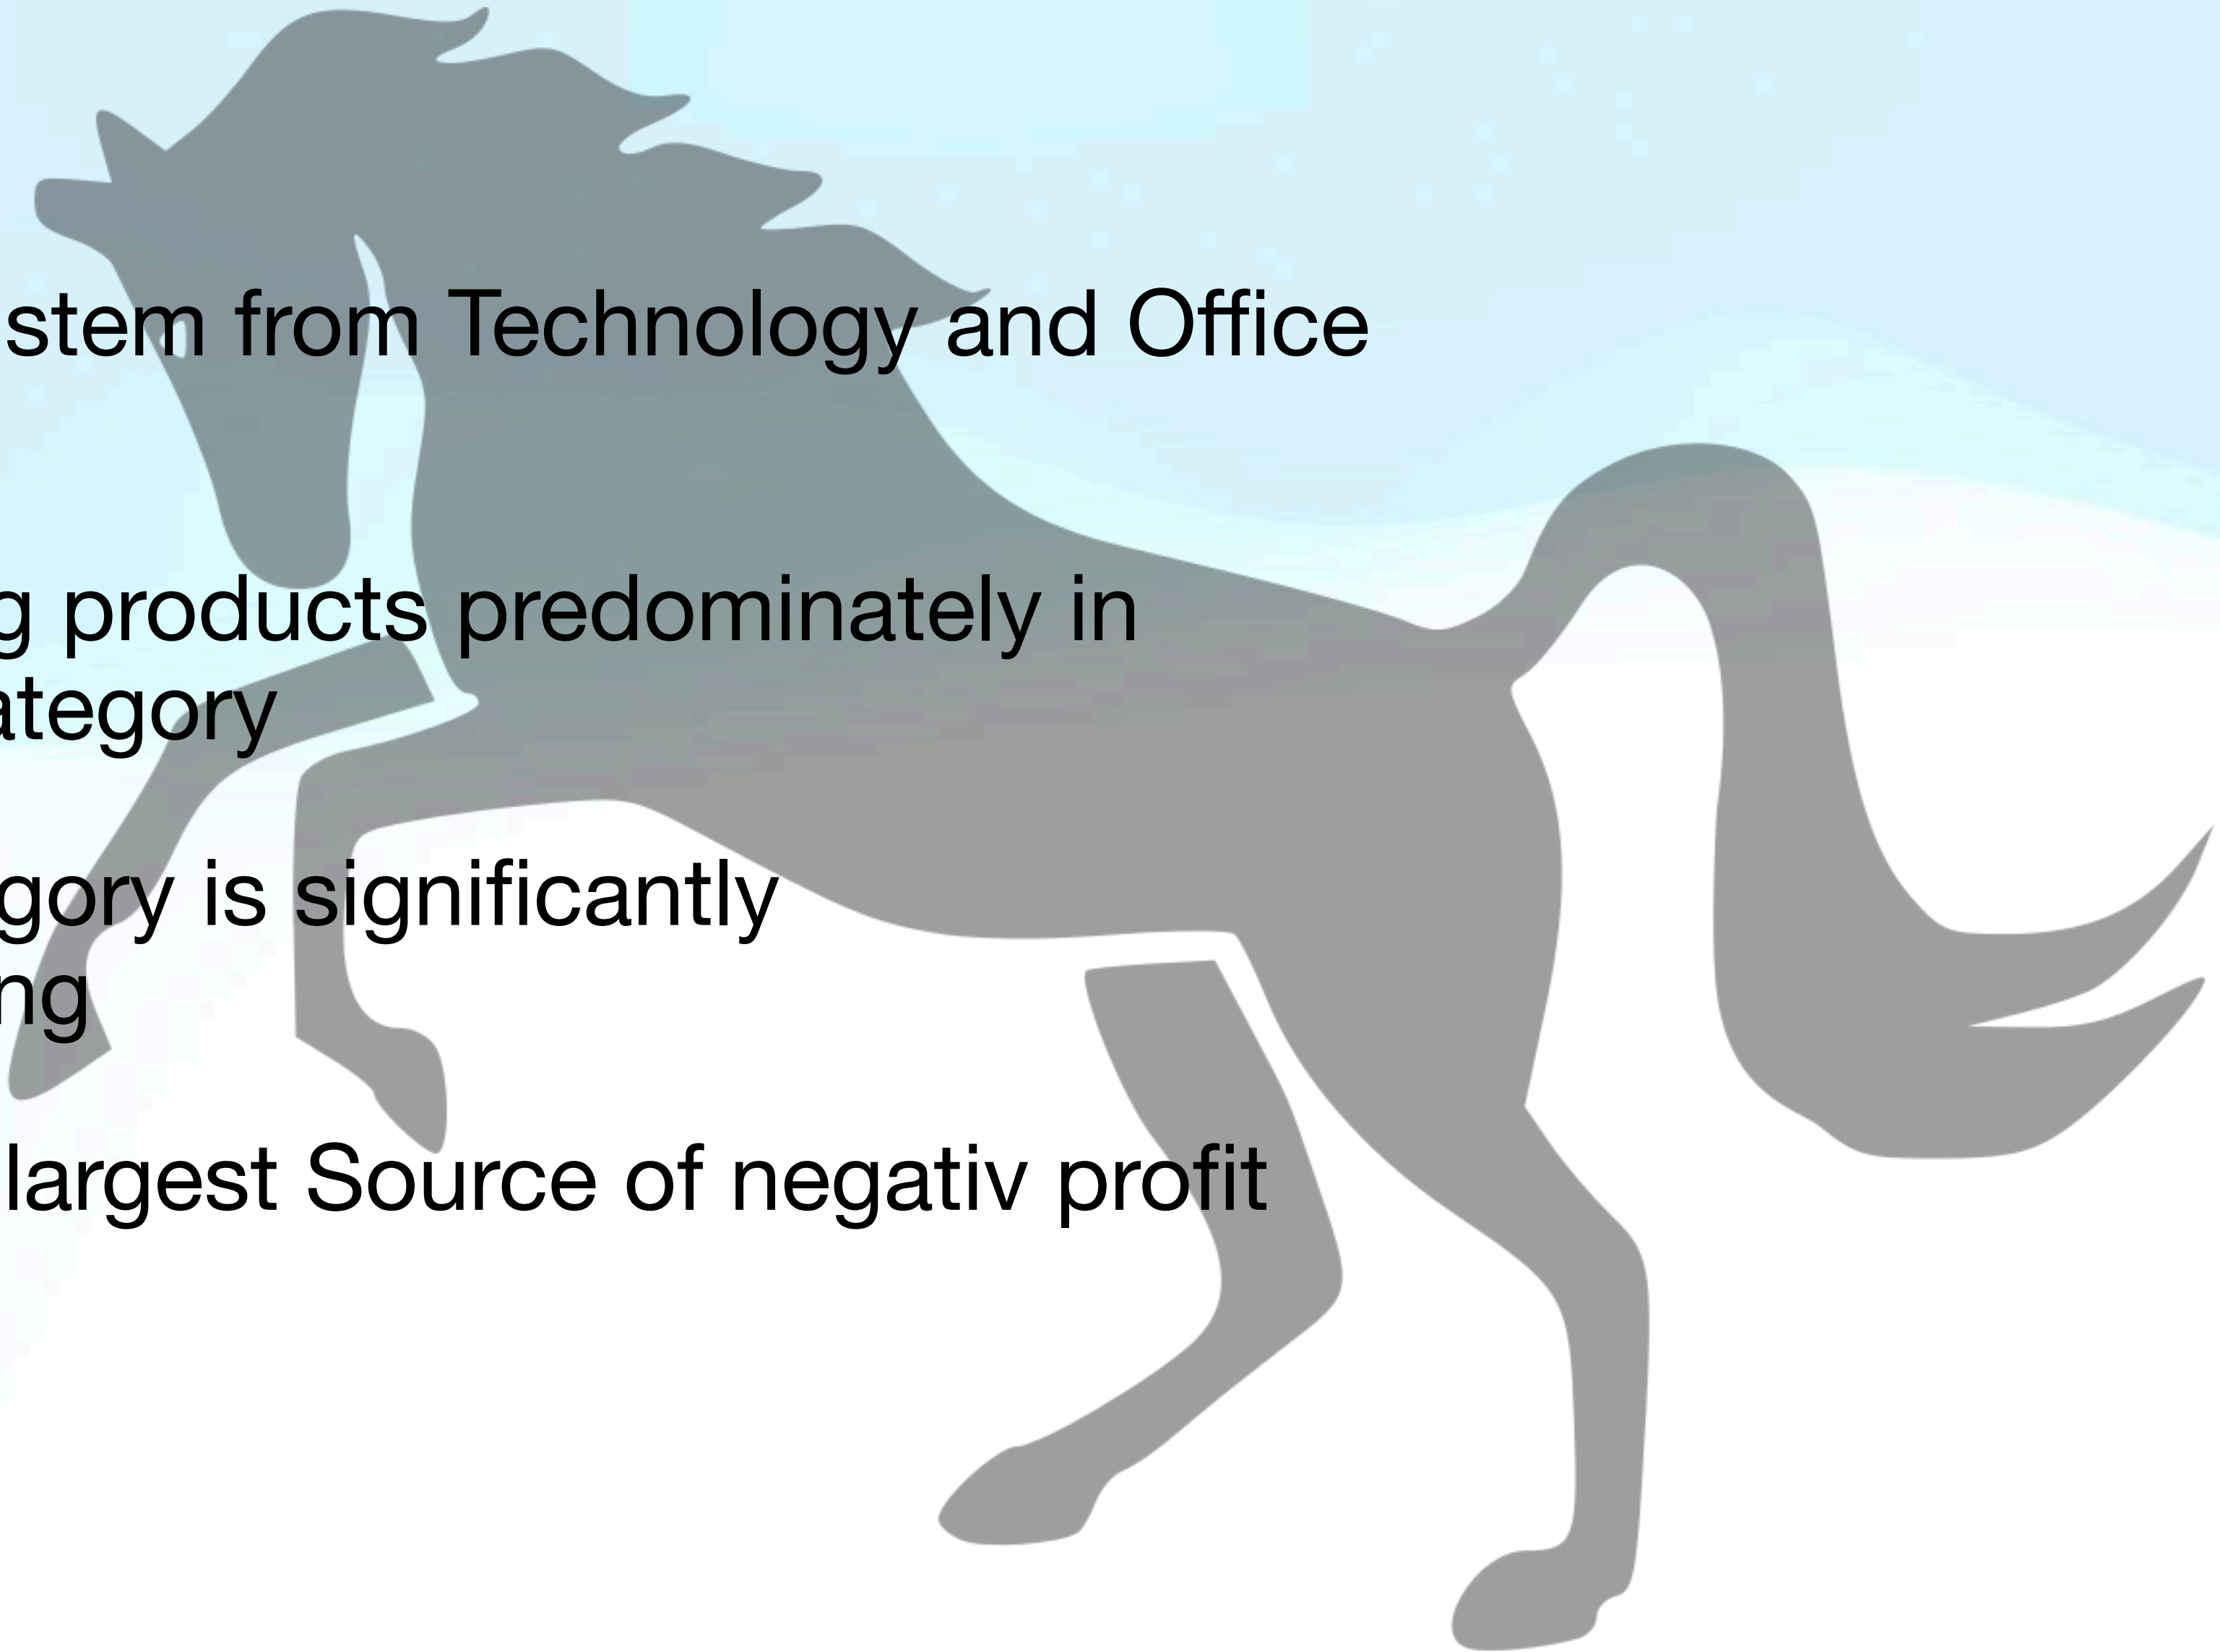 stem from Technology and Office
g products predominately in
ategory
gory is significantly
ng
largest Source of negativ profit